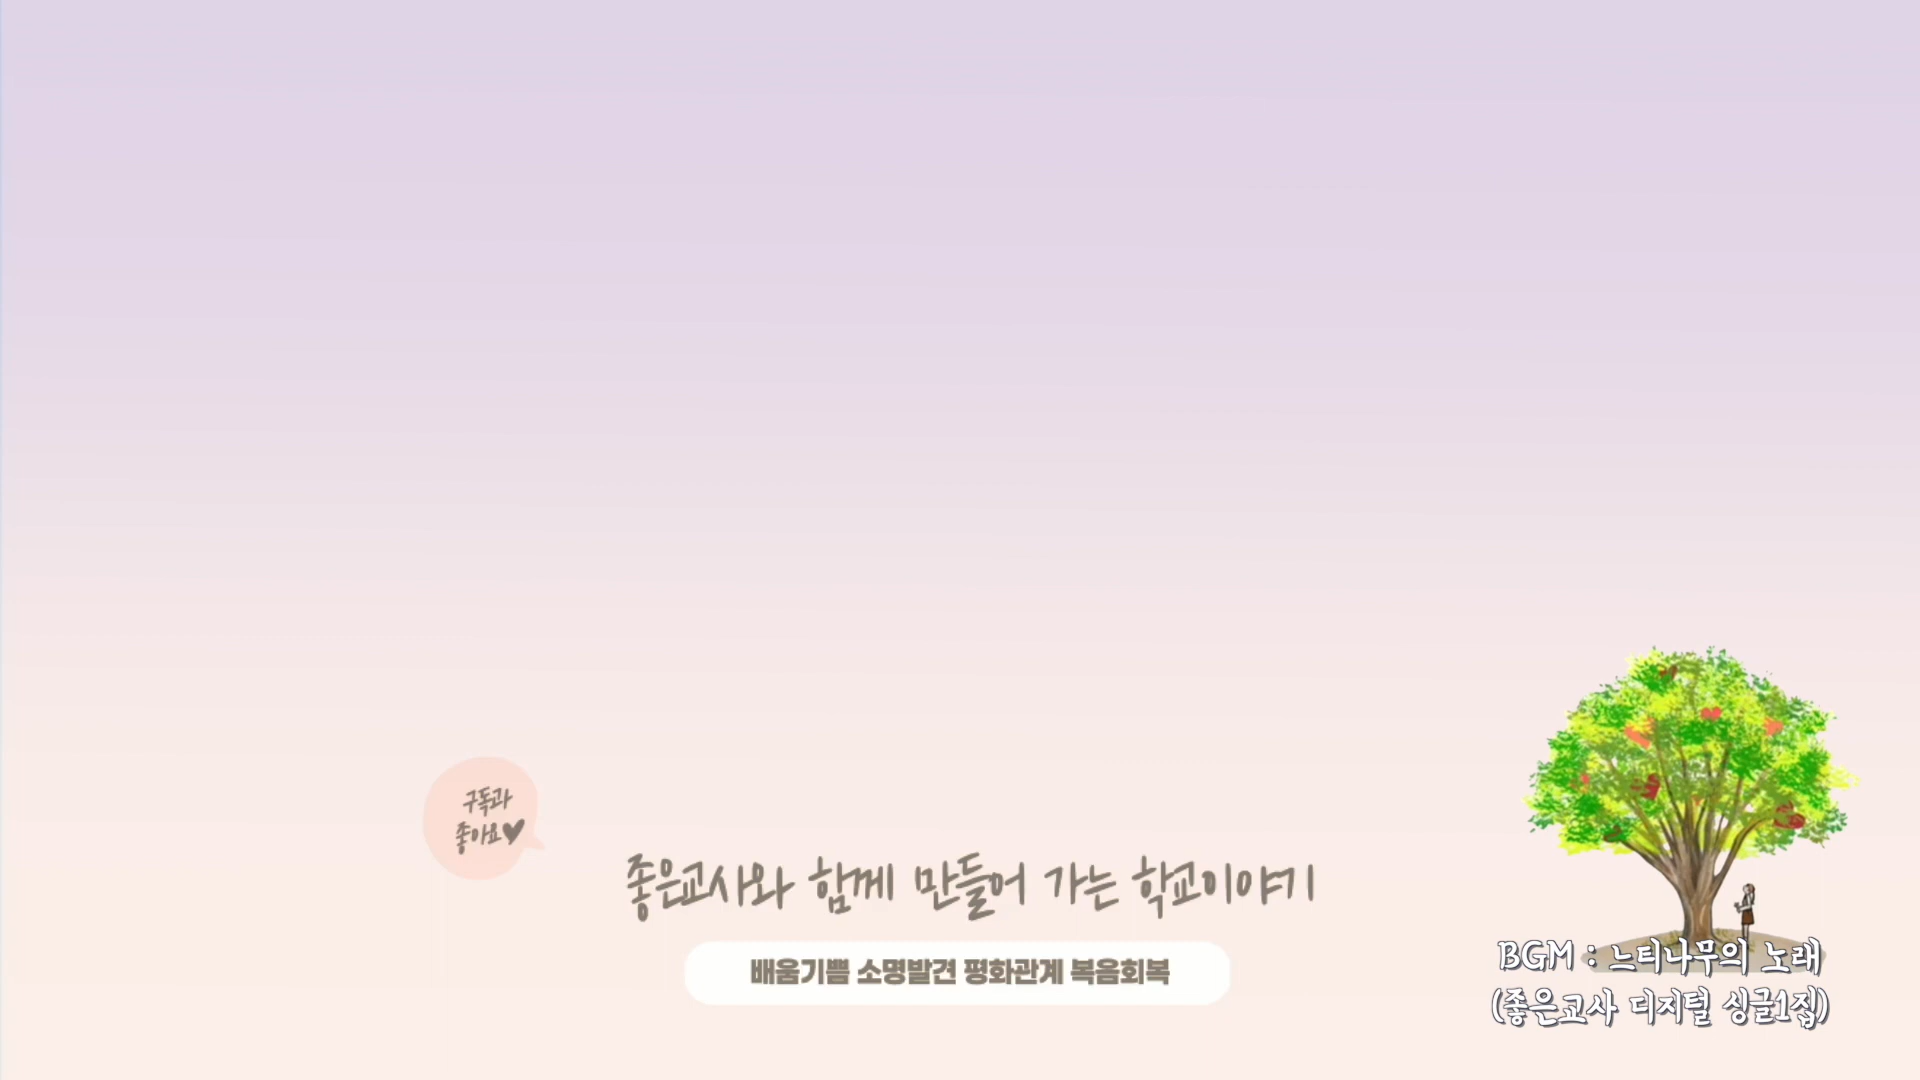 구독과
좋아요♥
좋은교사와 함께 만들어 가는 학교이야기
배움기쁨 소명발견 평화관계 복음회복
BGM : 느티나무의 노래
(좋은교사 디지털 싱글1집)